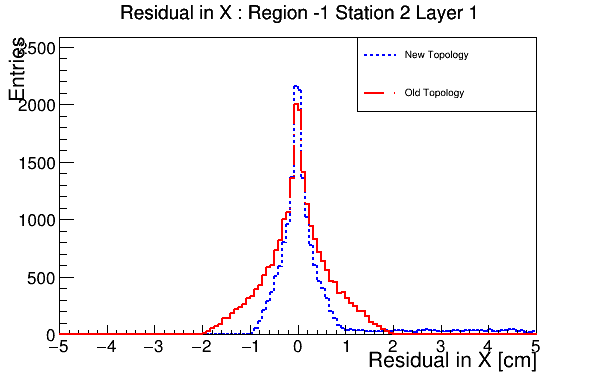 Residual in X : Region -1 Station 2 Layer 1
Entries
2500
2000
1500
1000
500
0
New Topology
Old Topology
−5 −4 −3 −2 −1 0 1 2 3 4 5
Residual in X [cm]